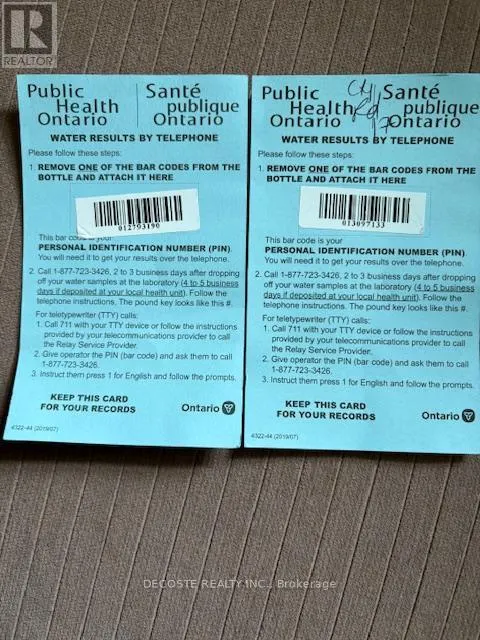 REALTOR
Public Health Ontario
Santé publique Ontario
WATER RESULTS BY TELEPHONE
Please follow these steps:
1. REMOVE ONE OF THE BAR CODES FROM THE
BOTTLE AND ATTACH IT HERE
012793190
This bar code is your
PERSONAL IDENTIFICATION NUMBER (PIN).
You will need it to get your results over the telephone.
2. Call 1-877-723-3426, 2 to 3 business days after dropping
off your water samples at the laboratory (4 to 5 business
days if deposited at your local health unit). Follow the
telephone instructions. The pound key looks like this #.
For teletypewriter (TTY) calls:
1. Call 711 with your TTY device or follow the instructions
provided by your telecommunications provider to call
the Relay Service Provider.
2. Give operator the PIN (bar code) and ask them to call
1-877-723-3426.
3. Instruct them press 1 for English and follow the prompts.
KEEP THIS CARD
FOR YOUR RECORDS
Ontario
4322-44 (2019/07)
Public Health Ontario
Santé publique Ontario
WATER RESULTS BY TELEPHONE
Please follow these steps:
1. REMOVE ONE OF THE BAR CODES FROM THE
BOTTLE AND ATTACH IT HERE
013097133
This bar code is your
PERSONAL IDENTIFICATION NUMBER (PIN).
You will need it to get your results over the telephone.
2. Call 1-877-723-3426, 2 to 3 business days after dropping
off your water samples at the laboratory (4 to 5 business
days if deposited at your local health unit). Follow the
telephone instructions. The pound key looks like this #.
For teletypewriter (TTY) calls:
1. Call 711 with your TTY device or follow the instructions
provided by your telecommunications provider to call
the Relay Service Provider.
2. Give operator the PIN (bar code) and ask them to call
1-877-723-3426.
3. Instruct them press 1 for English and follow the prompts.
KEEP THIS CARD
FOR YOUR RECORDS
Ontario
4322-44 (2019/07)
DECOSTE REALTY INC., Brokerage